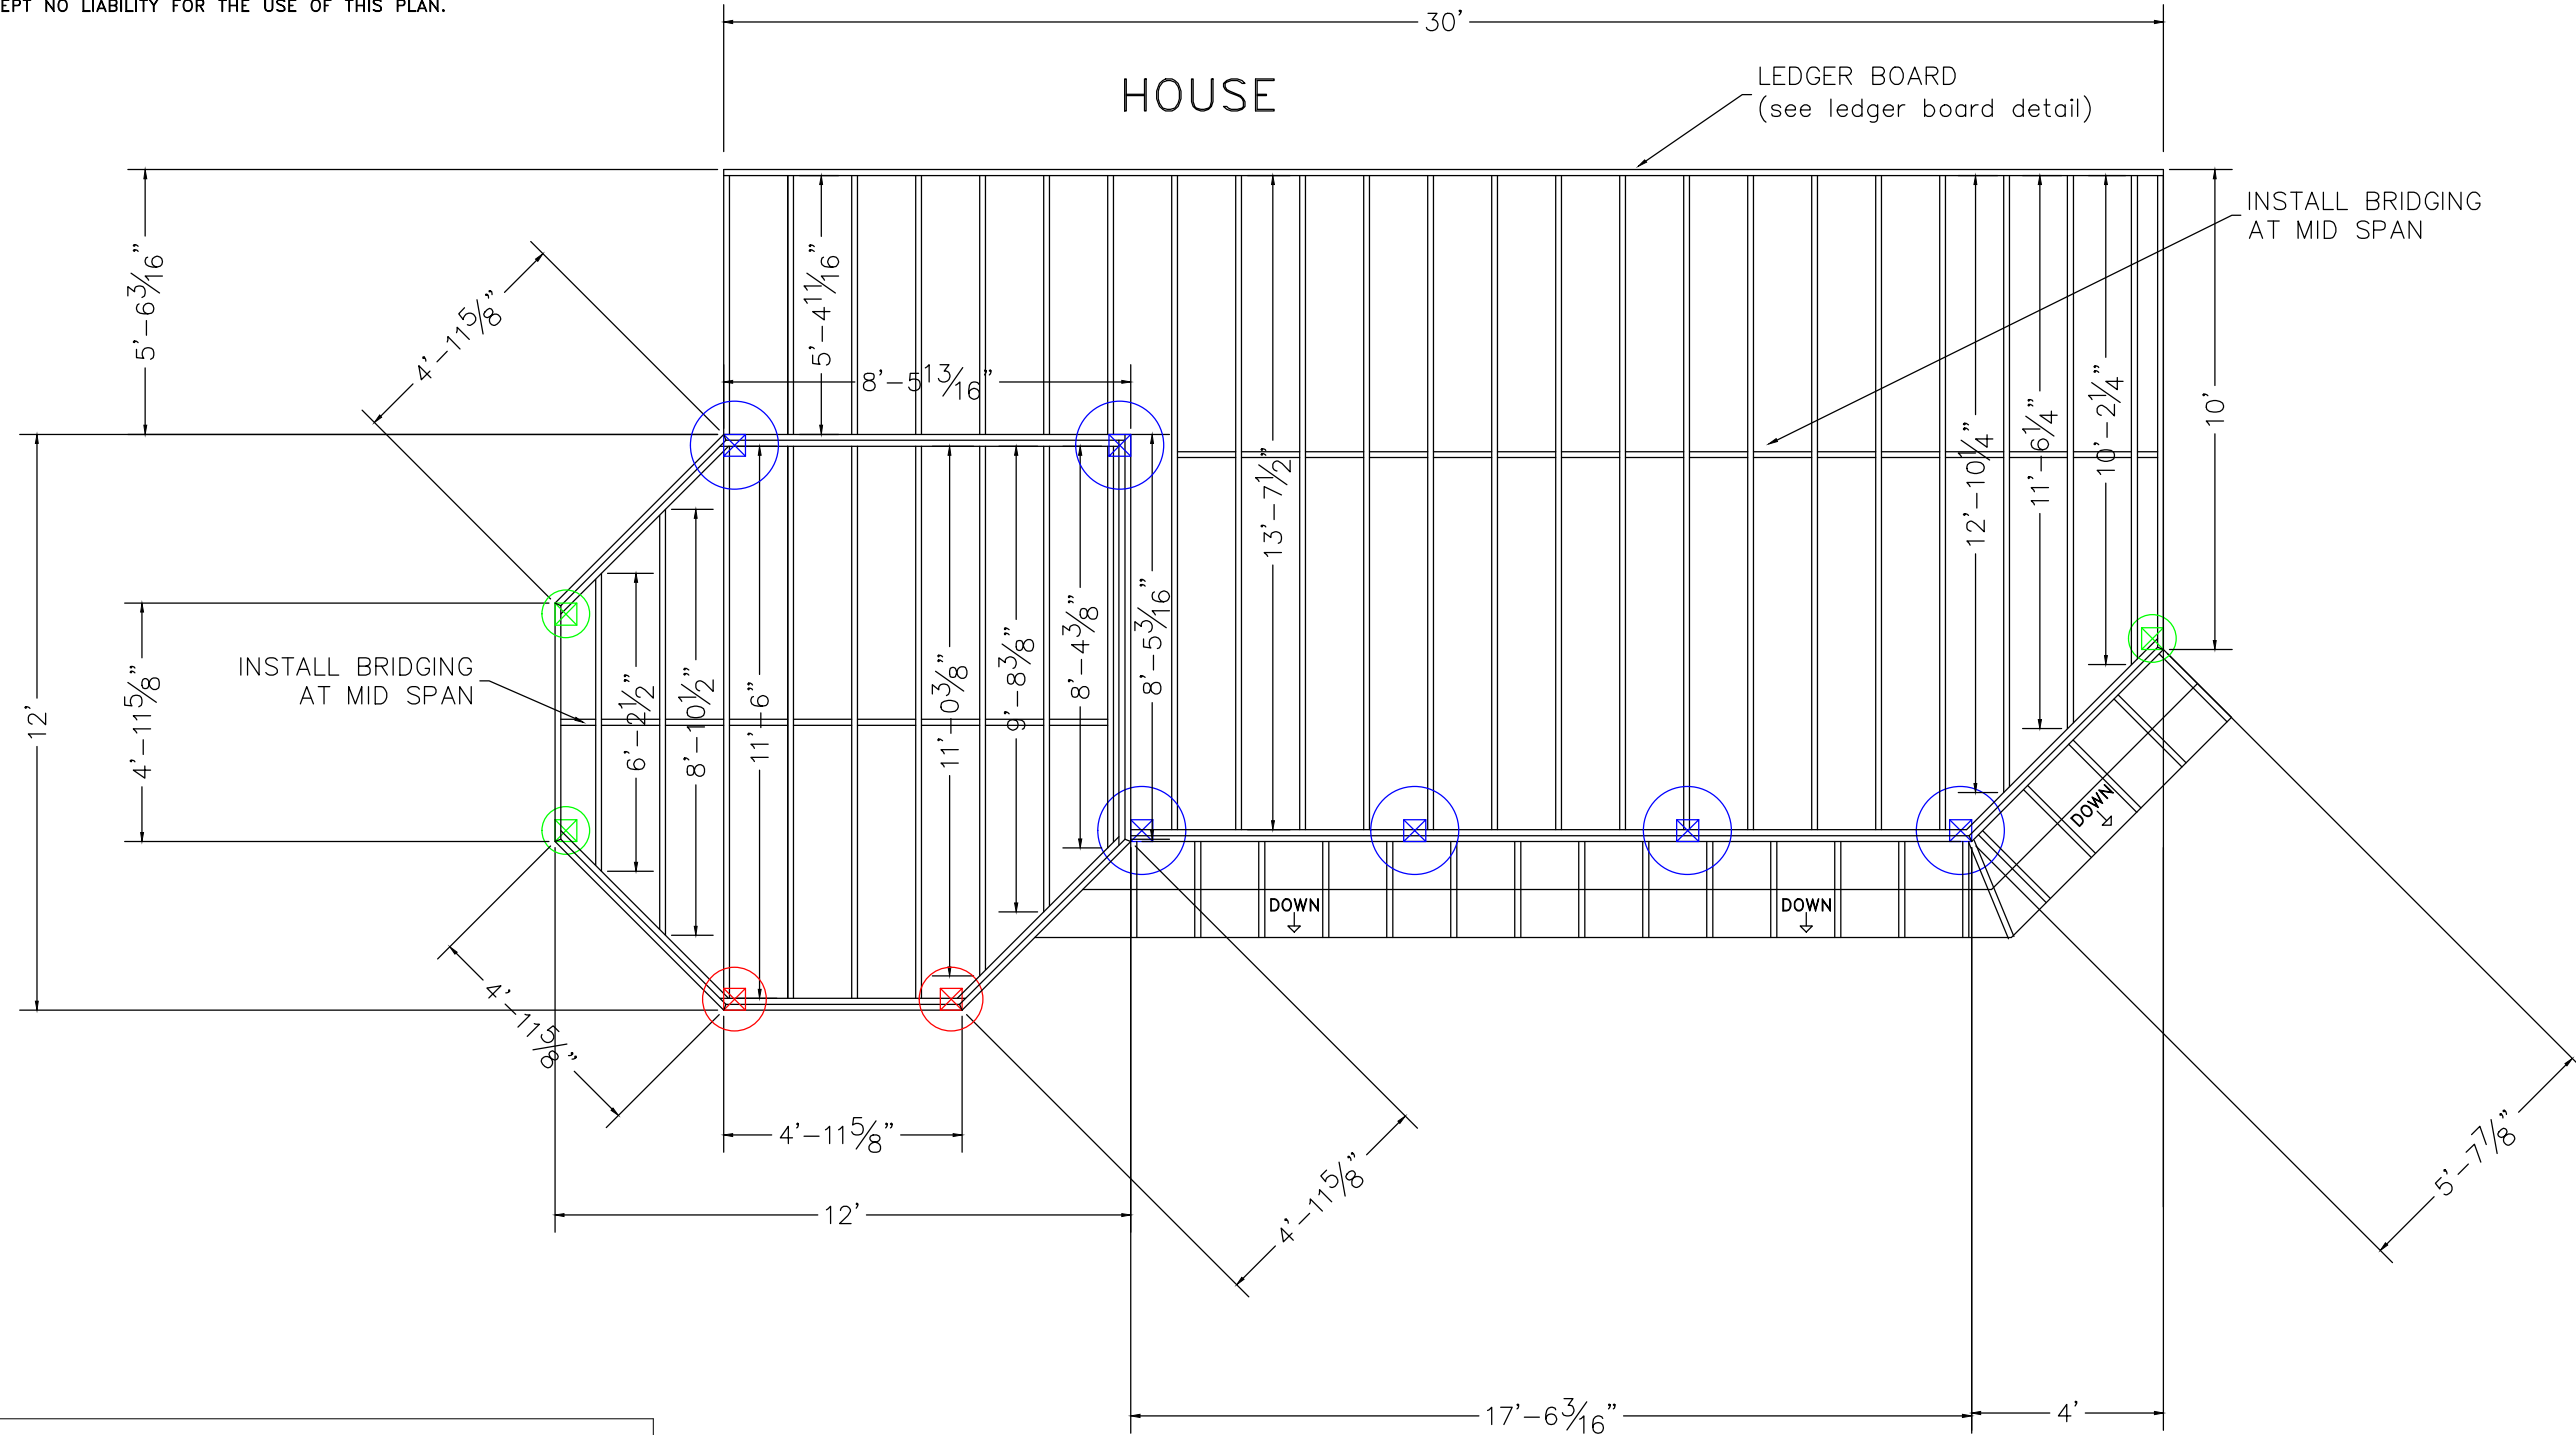 EPT NO LIABILITY FOR THE USE OF THIS PLAN.
30'
HOUSE
LEDGER BOARD
(see ledger board detail)
INSTALL BRIDGING
AT MID SPAN
5'-6 3/16"
4'-11 5/8"
5'-4 11/16"
8'-5 13/16"
13'-7 1/2"
12'-10 1/4"
11'-6 1/4"
10'-2 1/4"
10'
12'
4'-11 5/8"
INSTALL BRIDGING
AT MID SPAN
6'-2 1/2"
8'-10 1/2"
11'-6"
11'-0 3/8"
9'-8 3/8"
8'-4 3/8"
8'-5 3/16"
DOWN
DOWN
DOWN
4'-11 5/8"
4'-11 5/8"
12'
4'-11 5/8"
5'-7 7/8"
17'-6 3/16"
4'